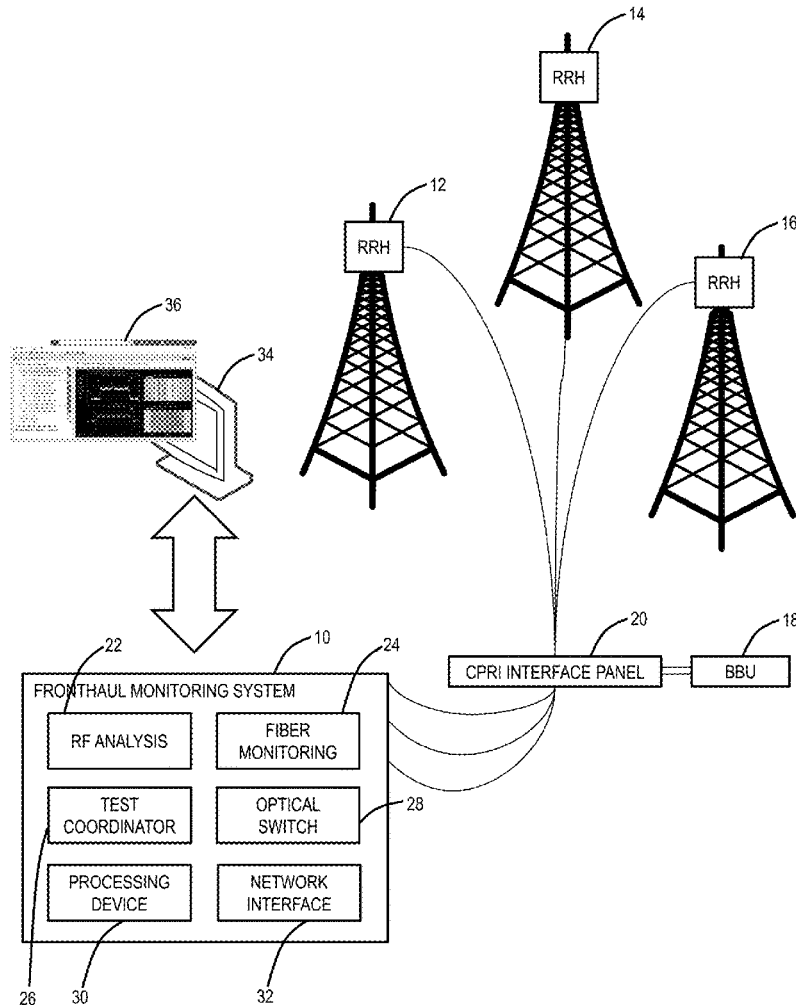 14
RRH
12
RRH
16
RRH
36
34
20
18
CPRI INTERFACE PANEL
BBU
22
10
24
FRONTHAUL MONITORING SYSTEM
RF ANALYSIS
FIBER
MONITORING
TEST
COORDINATOR
OPTICAL
SWITCH
28
PROCESSING
DEVICE
NETWORK
INTERFACE
26
30
32